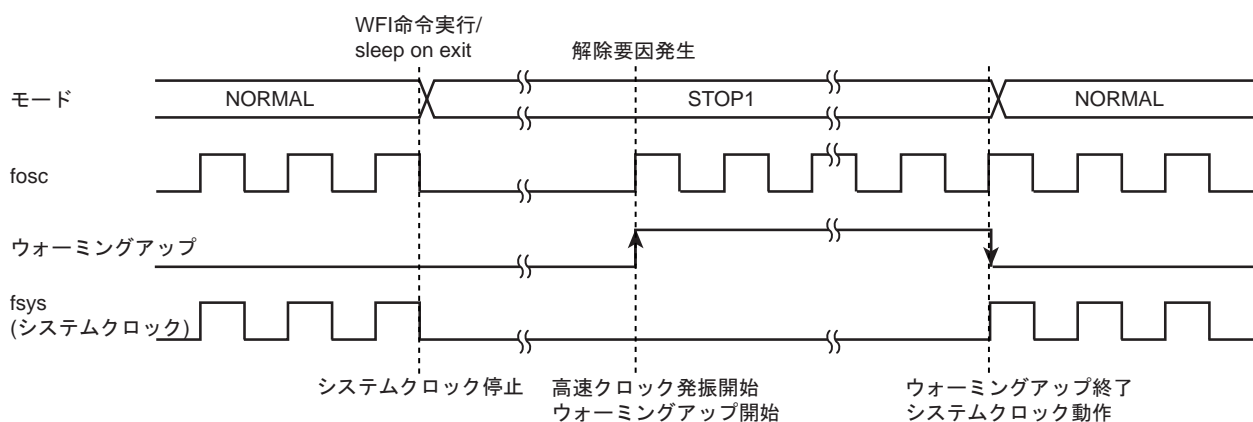 WFI命令実行/
sleep on exit
解除要因発生
モード
NORMAL
STOP1
NORMAL
fosc
ウォーミングアップ
fsys
(システムクロック)
システムクロック停止
高速クロック発振開始
ウォーミングアップ開始
ウォーミングアップ終了
システムクロック動作